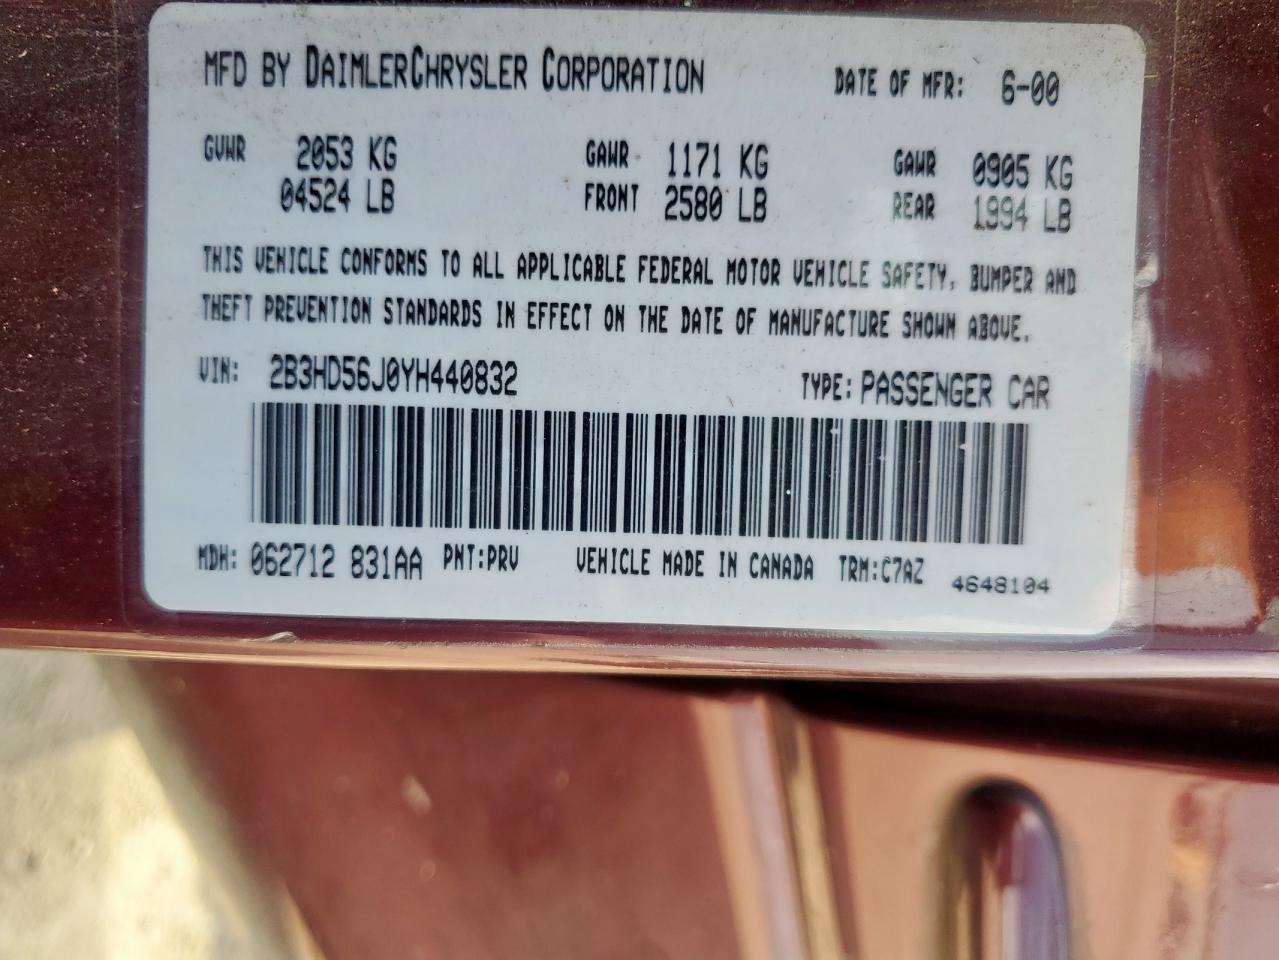 MFD BY DAIMLERCHRYSLER CORPORATION DATE OF MFR: 6-00
GVWR 2053 KG GAWR 1171 KG GAWR 0905 KG
04524 LB FRONT 2580 LB REAR 1994 LB
THIS VEHICLE CONFORMS TO ALL APPLICABLE FEDERAL MOTOR VEHICLE SAFETY, BUMPER AND
THEFT PREVENTION STANDARDS IN EFFECT ON THE DATE OF MANUFACTURE SHOWN ABOVE.
VIN: 2B3HD56J0YH440832 TYPE: PASSENGER CAR
MDH: 062712 831AA PNT:PRV VEHICLE MADE IN CANADA TRM:C7AZ 4648104